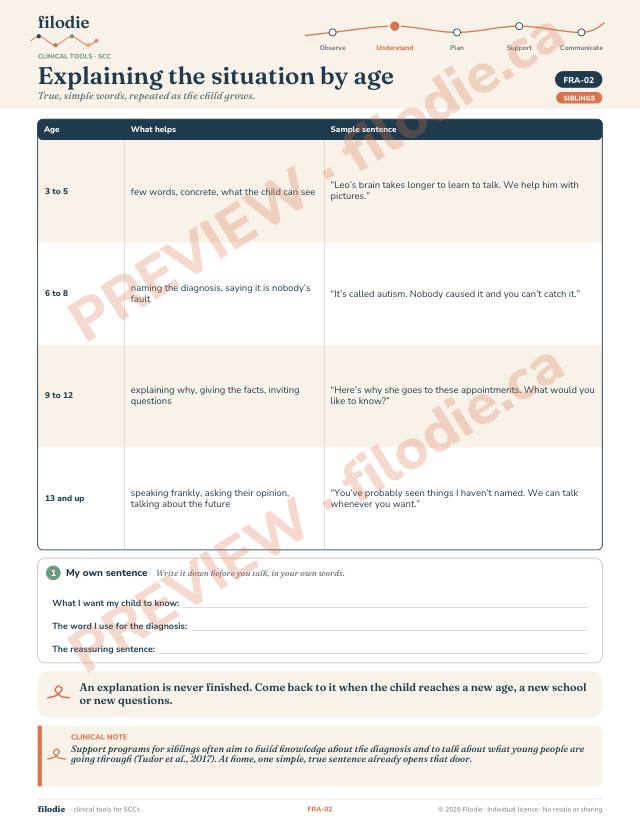 filodie
CLINICAL TOOLS · SCC
Observe Understand Plan Support Communicate
Explaining the situation by age
True, simple words, repeated as the child grows.
FRA-02
SIBLINGS
Age What helps Sample sentence
3 to 5
few words, concrete, what the child can see
“Leo’s brain takes longer to learn to talk. We help him with
pictures.”
6 to 8
naming the diagnosis, saying it is nobody’s
fault
“It’s called autism. Nobody caused it and you can’t catch it.”
9 to 12
explaining why, giving the facts, inviting
questions
“Here’s why she goes to these appointments. What would you
like to know?”
13 and up
speaking frankly, asking their opinion,
talking about the future
“You’ve probably seen things I haven’t named. We can talk
whenever you want.”
PREVIEW · filodie.ca
PREVIEW · filodie.ca
1 My own sentence Write it down before you talk, in your own words.
What I want my child to know:
The word I use for the diagnosis:
The reassuring sentence:
An explanation is never finished. Come back to it when the child reaches a new age, a new school
or new questions.
CLINICAL NOTE
Support programs for siblings often aim to build knowledge about the diagnosis and to talk about what young people are
going through (Tudor et al., 2017). At home, one simple, true sentence already opens that door.
filodie · clinical tools for SCCs FRA-02 © 2026 Filodie · Individual licence · No resale or sharing